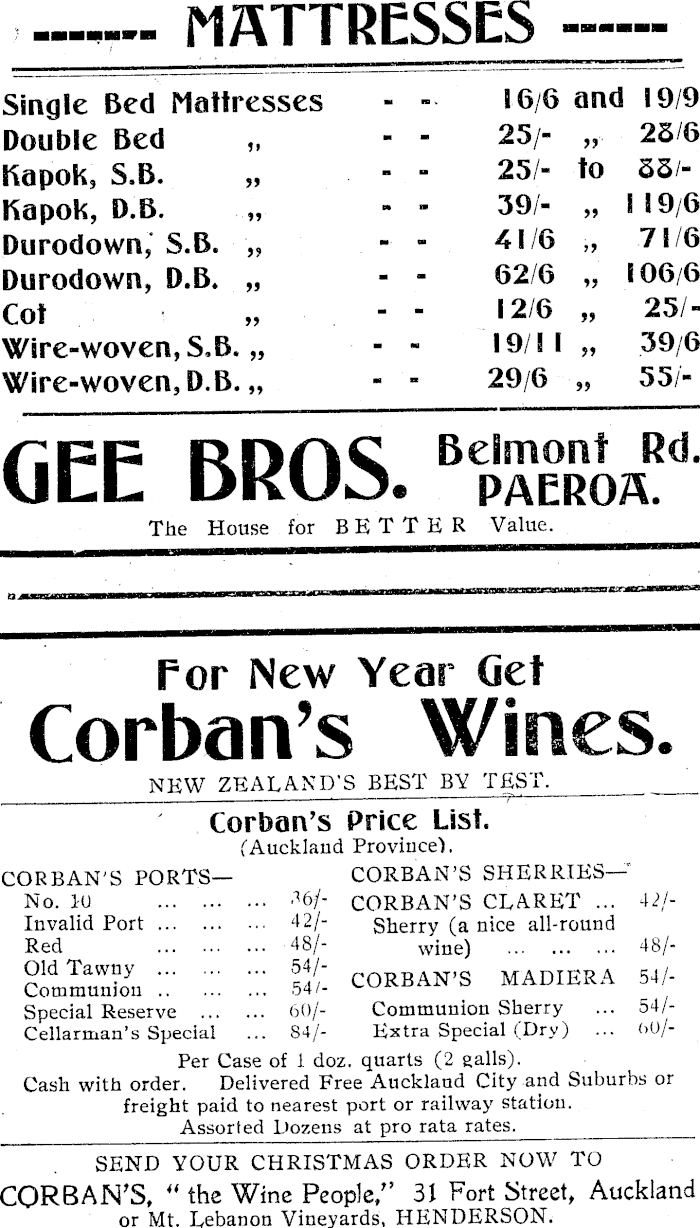 MATTRESSES
Single Bed Mattresses - - 16/6 and 19/9
Double Bed ,, - - 25/- ,, 28/6
Kapok, S.B. ,, - - 25/- to 88/-
Kapok, D.B. ,, - - 39/- ,, 119/6
Durodown, S.B. ,, - - 41/6 ,, 71/6
Durodown, D.B. ,, - - 62/6 ,, 106/6
Cot ,, - - 12/6 ,, 25/-
Wire-woven, S.B. ,, - - 19/11 ,, 39/6
Wire-woven, D.B. ,, - - 29/6 ,, 55/-
GEE BROS. Belmont Rd.
PAEROA.
The House for BETTER Value.
For New Year Get
Corban's Wines.
NEW ZEALAND'S BEST BY TEST.
Corban's Price List.
(Auckland Province).
CORBAN'S PORTS—
No. 10 ... ... ... 36/-
Invalid Port ... ... ... 42/-
Red ... ... ... 48/-
Old Tawny ... ... ... 54/-
Communion .. ... ... 54/-
Special Reserve ... ... 60/-
Cellarman's Special ... 84/-
CORBAN'S SHERRIES—
CORBAN'S CLARET ... 42/-
Sherry (a nice all-round
wine) ... ... ... 48/-
CORBAN'S MADIERA 54/-
Communion Sherry ... 54/-
Extra Special (Dry) ... 60/-
Per Case of 1 doz. quarts (2 galls).
Cash with order. Delivered Free Auckland City and Suburbs or
freight paid to nearest port or railway station.
Assorted Dozens at pro rata rates.
SEND YOUR CHRISTMAS ORDER NOW TO
CORBAN'S, "the Wine People," 31 Fort Street, Auckland
or Mt. Lebanon Vineyards, HENDERSON.